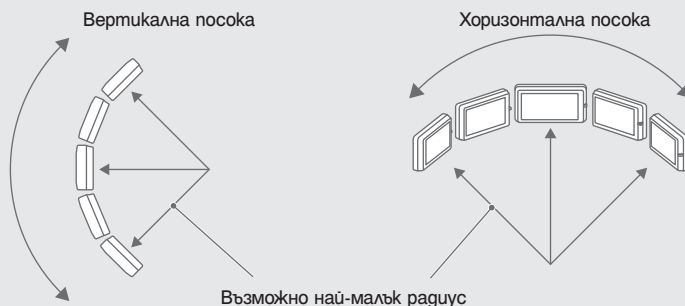 Вертикална посока
Хоризонтална посока
Възможно най-малък радиус